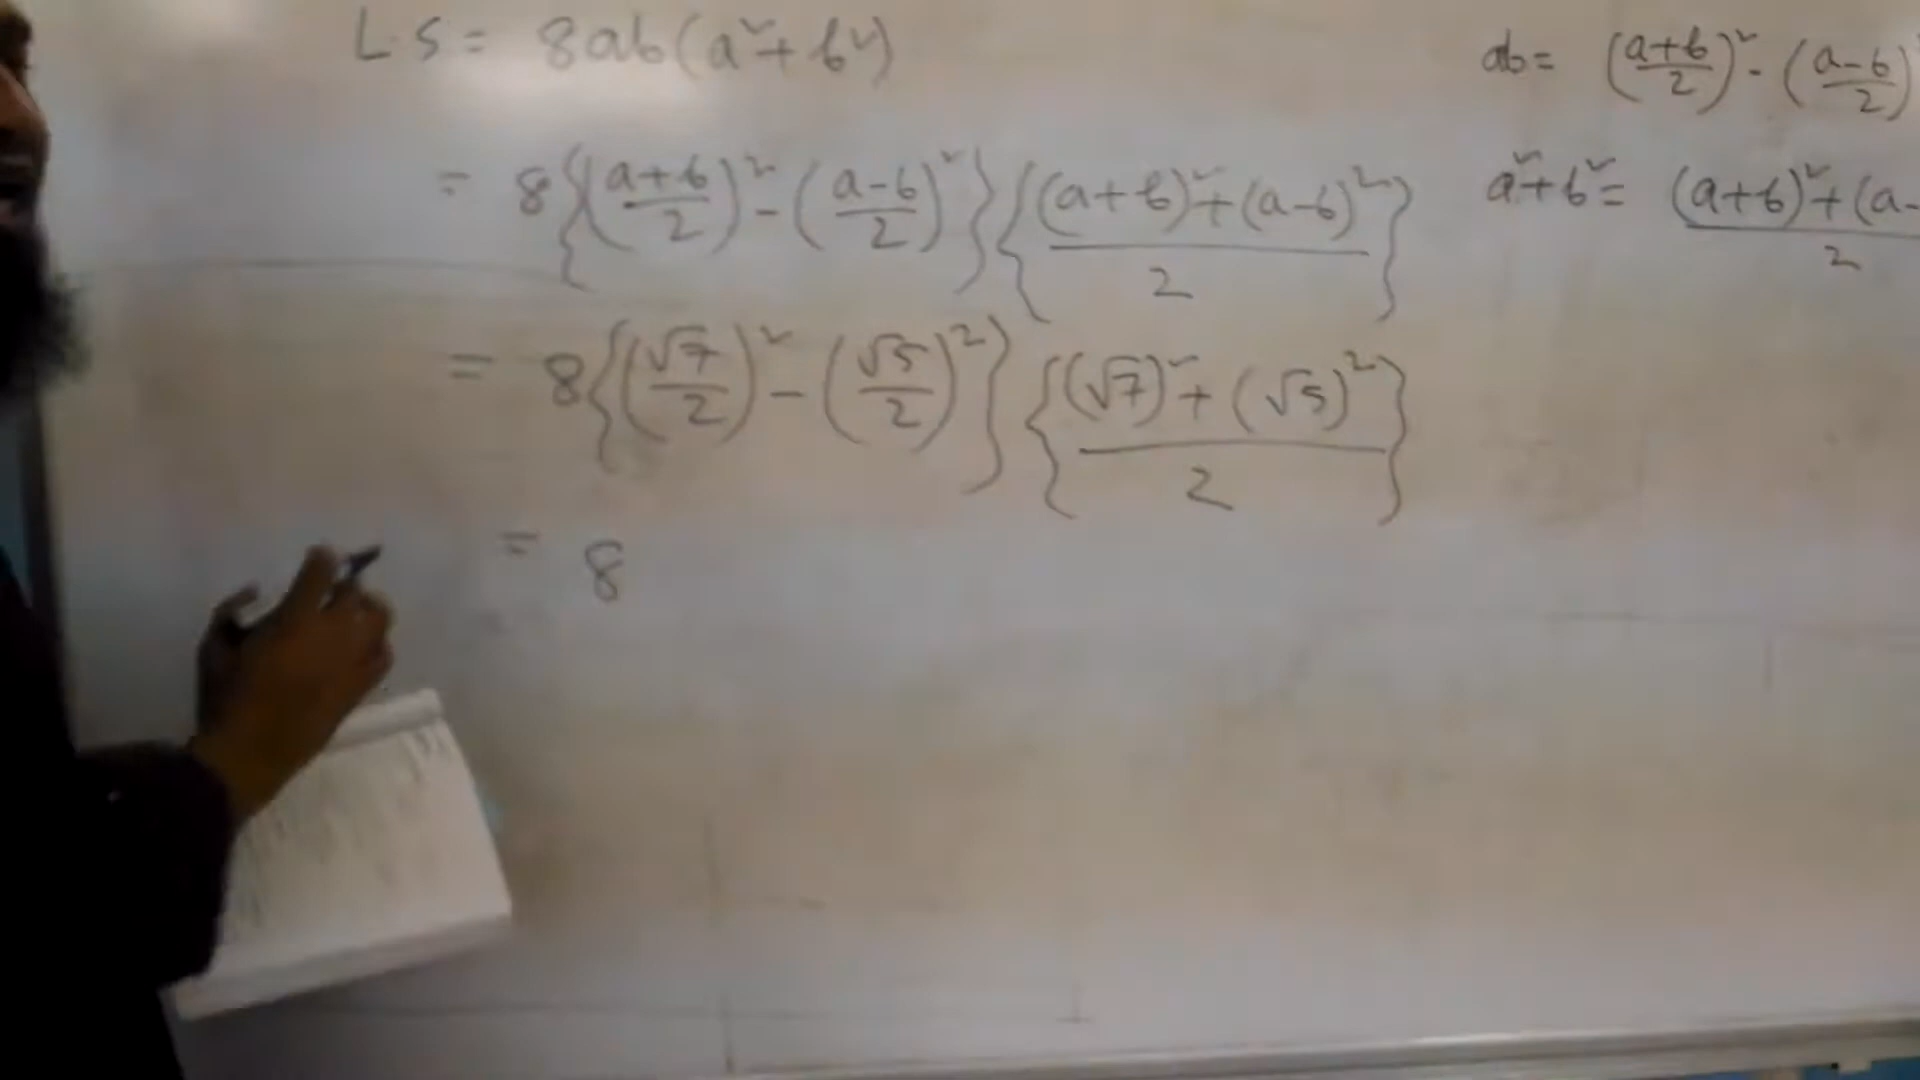 L.S = 8ab(a²+b²)
= 8{((a+b)/2)² - ((a-b)/2)²}{((a+b)²+(a-b)²)/2}
= 8{(√7/2)² - (√5/2)²}{((√7)²+(√5)²)/2}
= 8
ab = ((a+b)/2)² - ((a-b)/2)
a²+b² = (a+b)²+(a-
2